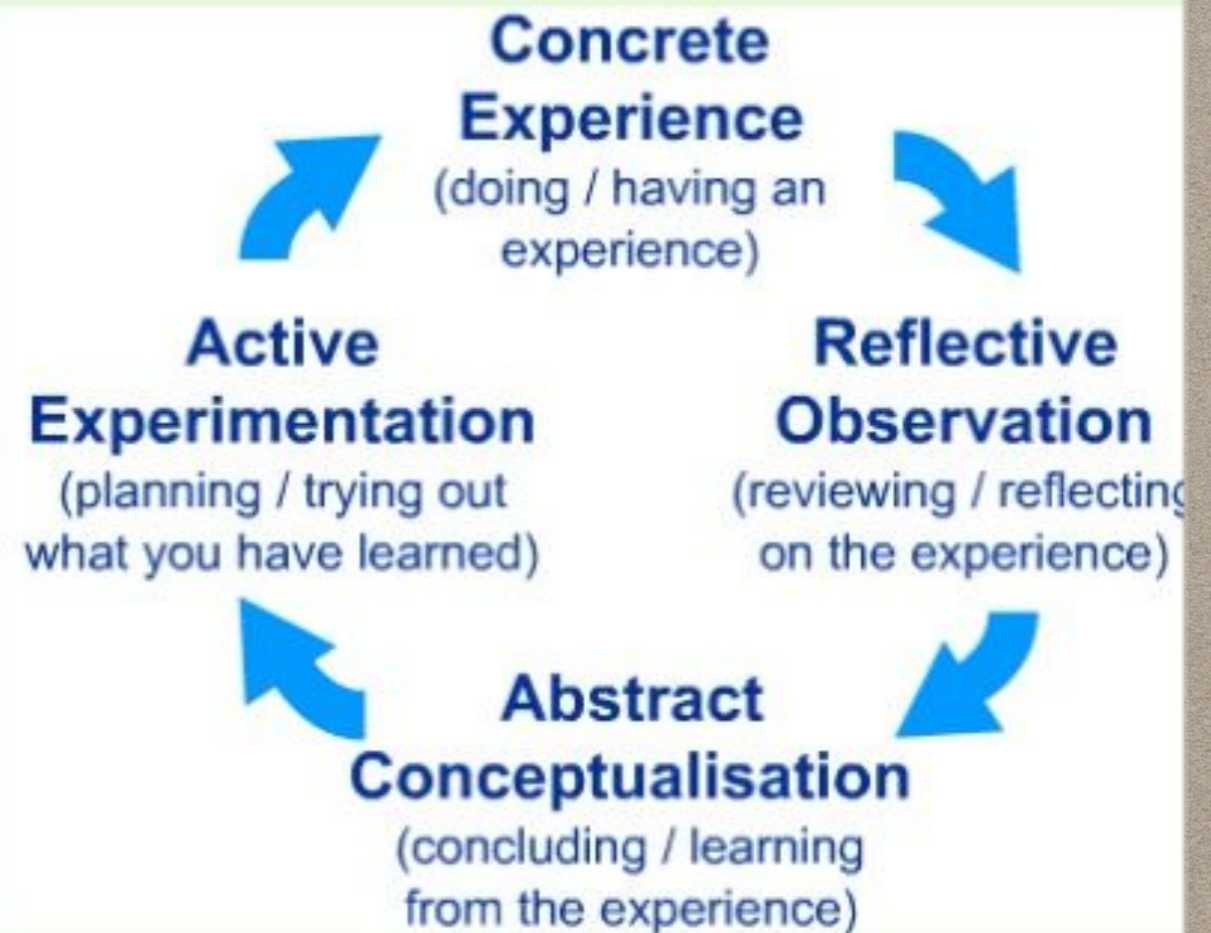 Concrete
Experience
(doing / having an
experience)
Reflective
Observation
(reviewing / reflecting
on the experience)
Abstract
Conceptualisation
(concluding / learning
from the experience)
Active
Experimentation
(planning / trying out
what you have learned)